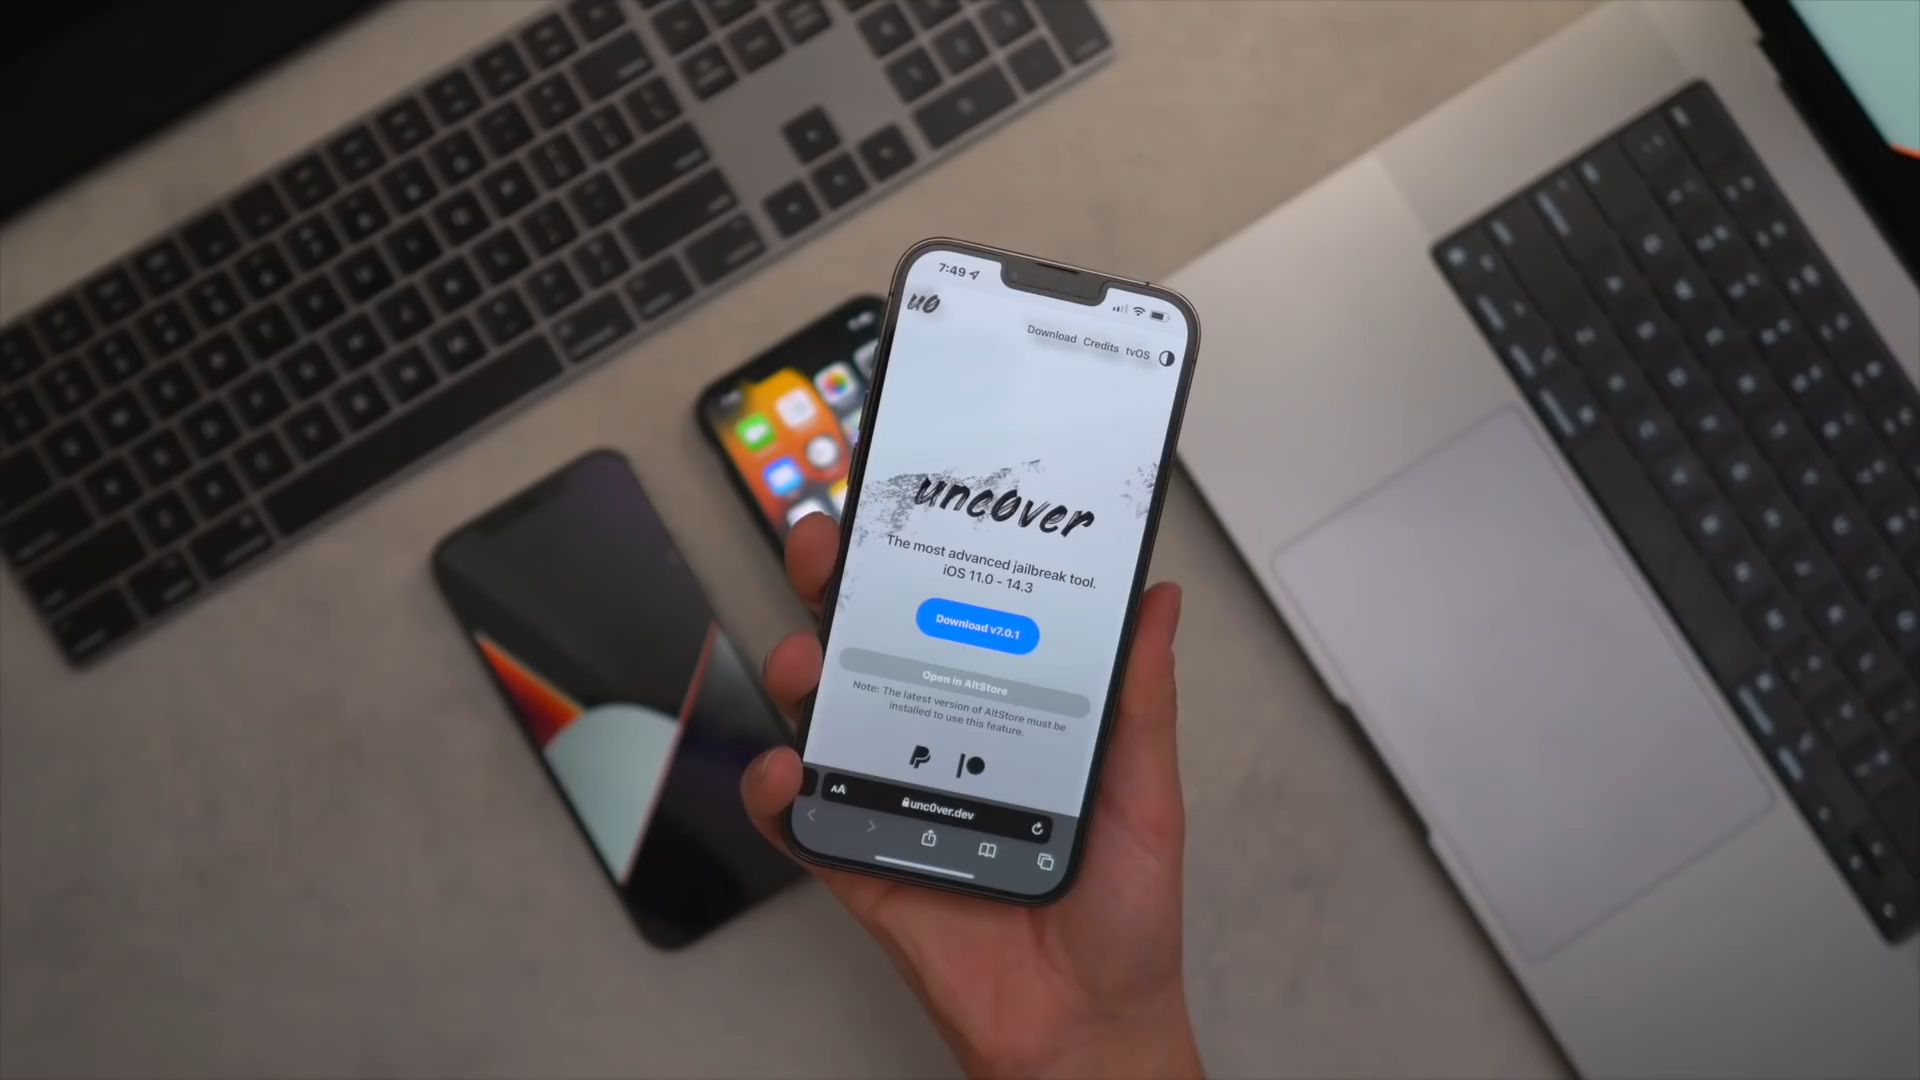 7:49
u0
Download Credits tvOS
unc0ver
The most advanced jailbreak tool.
iOS 11.0 - 14.3
Download v7.0.1
Open in AltStore
Note: The latest version of AltStore must be
installed to use this feature.
AA
unc0ver.dev